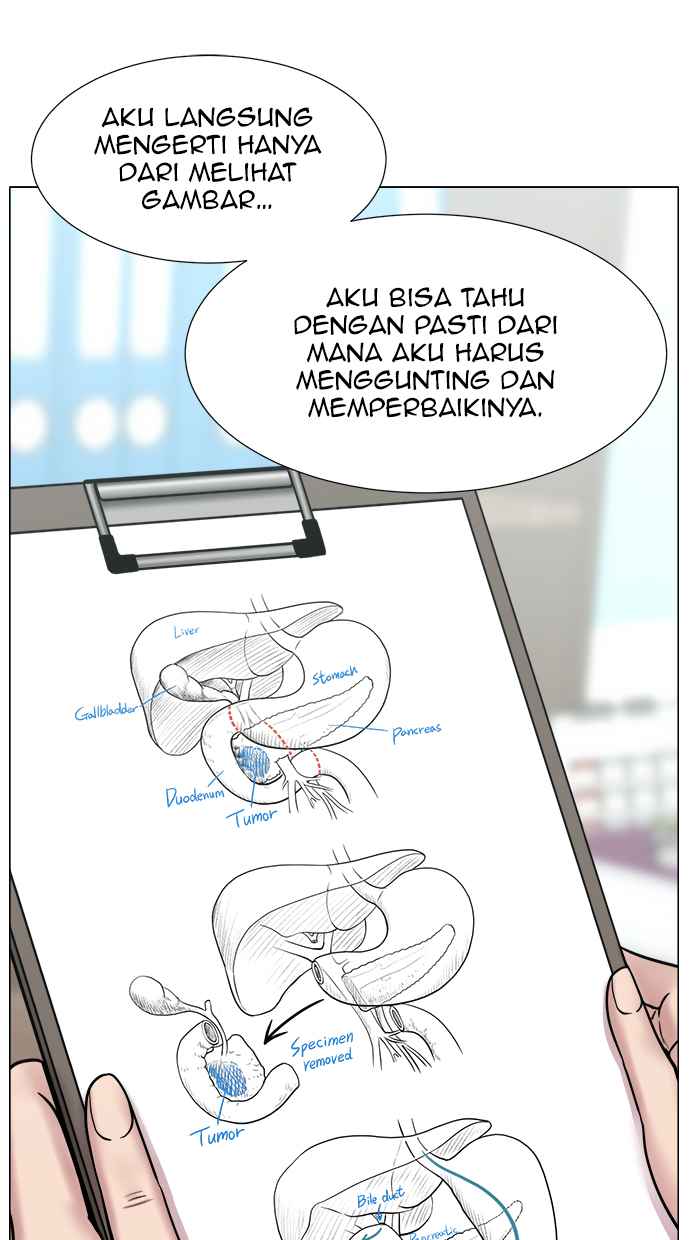 AKU LANGSUNG
MENGERTI HANYA
DARI MELIHAT
GAMBAR...
AKU BISA TAHU
DENGAN PASTI DARI
MANA AKU HARUS
MENGGUNTING DAN
MEMPERBAIKINYA.
Liver
Stomach
Gallbladder
Pancreas
Duodenum
Tumor
Specimen
removed
Tumor
Bile duct
Pancreatic